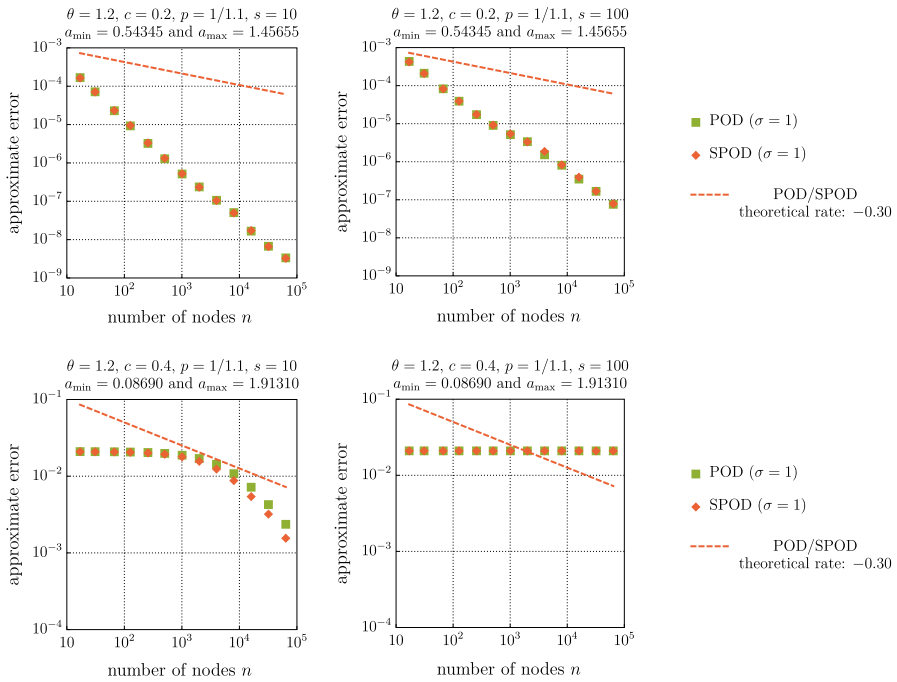 θ = 1.2, c = 0.2, p = 1/1.1, s = 10
a_min = 0.54345 and a_max = 1.45655
10^−3
10^−4
10^−5
10^−6
10^−7
10^−8
10^−9
approximate error
10 10^2 10^3 10^4 10^5
number of nodes n
θ = 1.2, c = 0.2, p = 1/1.1, s = 100
a_min = 0.54345 and a_max = 1.45655
10^−3
10^−4
10^−5
10^−6
10^−7
10^−8
10^−9
approximate error
10 10^2 10^3 10^4 10^5
number of nodes n
POD (σ = 1)
SPOD (σ = 1)
POD/SPOD
theoretical rate: −0.30
θ = 1.2, c = 0.4, p = 1/1.1, s = 10
a_min = 0.08690 and a_max = 1.91310
10^−1
10^−2
10^−3
10^−4
approximate error
10 10^2 10^3 10^4 10^5
number of nodes n
θ = 1.2, c = 0.4, p = 1/1.1, s = 100
a_min = 0.08690 and a_max = 1.91310
10^−1
10^−2
10^−3
10^−4
approximate error
10 10^2 10^3 10^4 10^5
number of nodes n
POD (σ = 1)
SPOD (σ = 1)
POD/SPOD
theoretical rate: −0.30